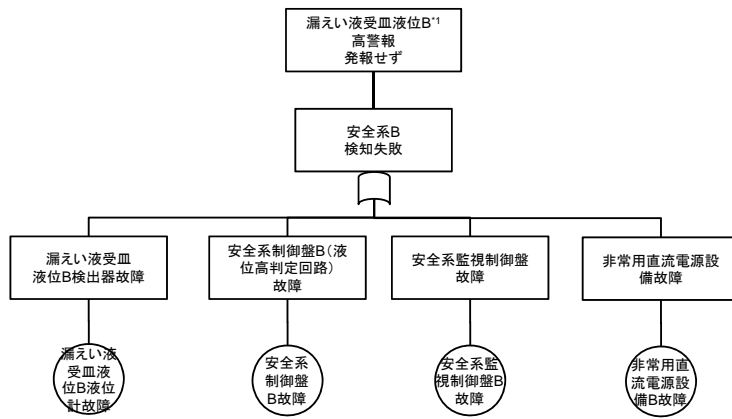 漏えい液受皿液位B*1
高警報
発報せず
安全系B
検知失敗
漏えい液受皿
液位B検出器故障
安全系制御盤B(液
位高判定回路)
故障
安全系監視制御盤
故障
非常用直流電源設
備故障
漏えい液
受皿液
位B液位
計故障
安全系
制御盤
B故障
安全系監
視制御盤B
故障
非常用直
流電源設
備B故障